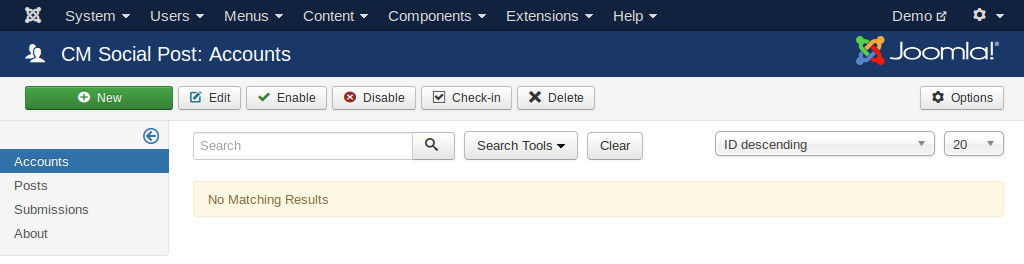 System Users Menus Content Components Extensions Help Demo
CM Social Post: Accounts Joomla!®
New Edit Enable Disable Check-in Delete Options
Search Search Tools Clear ID descending 20
Accounts
Posts
Submissions
About
No Matching Results